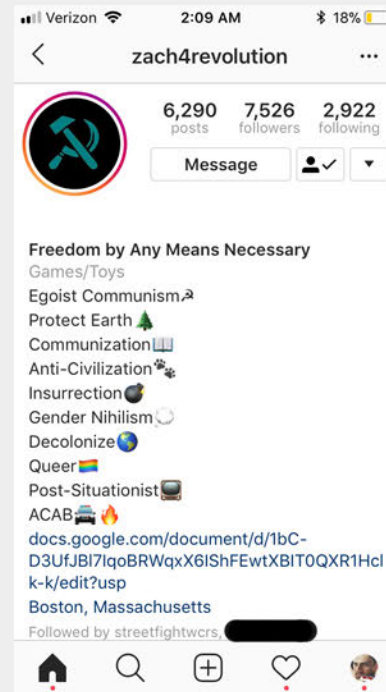 Verizon 2:09 AM 18%
zach4revolution
6,290 7,526 2,922
posts followers following
Message
Freedom by Any Means Necessary
Games/Toys
Egoist Communism☭
Protect Earth🌲
Communization📖
Anti-Civilization🐾
Insurrection💣
Gender Nihilism💭
Decolonize🌎
Queer🏳️‍🌈
Post-Situationist📺
ACAB🚔🔥
docs.google.com/document/d/1bC-
D3UfJBl7lqoBRWqxX6IShFEwtXBIT0QXR1Hcl
k-k/edit?usp
Boston, Massachusetts
Followed by streetfightwcrs,